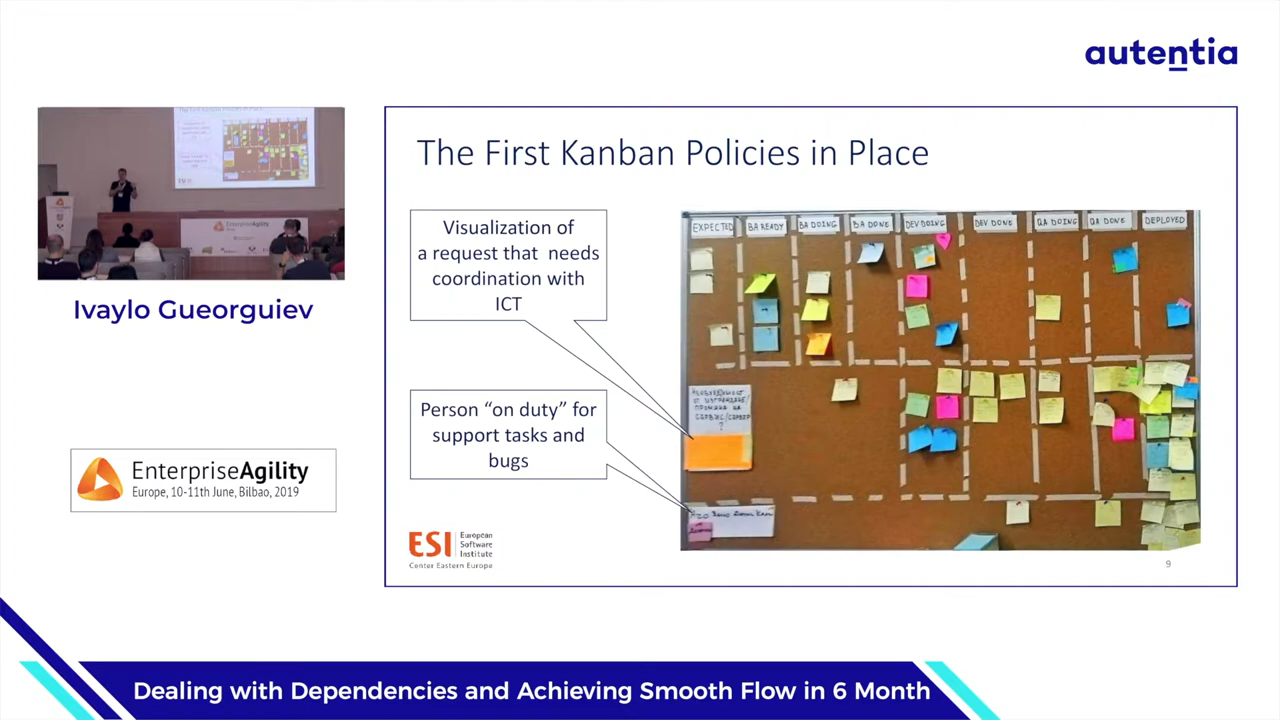 autentia
The First Kanban Policies in Place
Visualization of
a request that needs
coordination with
ICT
Person “on duty” for
support tasks and
bugs
EXPECTED
BA READY
BA DOING
BA DONE
DEV DOING
DEV DONE
QA DOING
QA DONE
DEPLOYED
Ivaylo Gueorguiev
EnterpriseAgility
Europe, 10-11th June, Bilbao, 2019
ESI
European
Software
Institute
Center Eastern Europe
9
Dealing with Dependencies and Achieving Smooth Flow in 6 Month